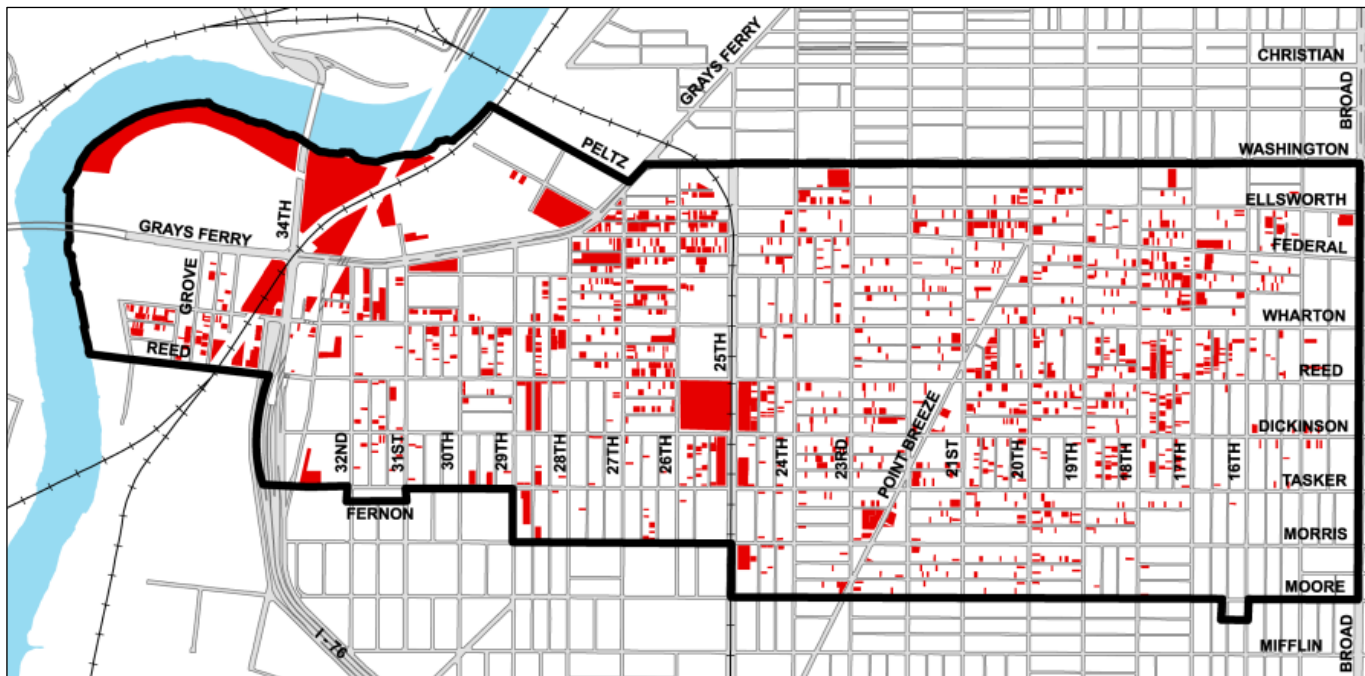 GRAYS FERRY
CHRISTIAN
BROAD
PELTZ
WASHINGTON
ELLSWORTH
34TH
GRAYS FERRY
FEDERAL
GROVE
WHARTON
REED
25TH
REED
POINT BREEZE
DICKINSON
32ND
31ST
30TH
29TH
28TH
27TH
26TH
24TH
23RD
21ST
20TH
19TH
18TH
17TH
16TH
TASKER
FERNON
MORRIS
MOORE
I - 76
MIFFLIN
BROAD